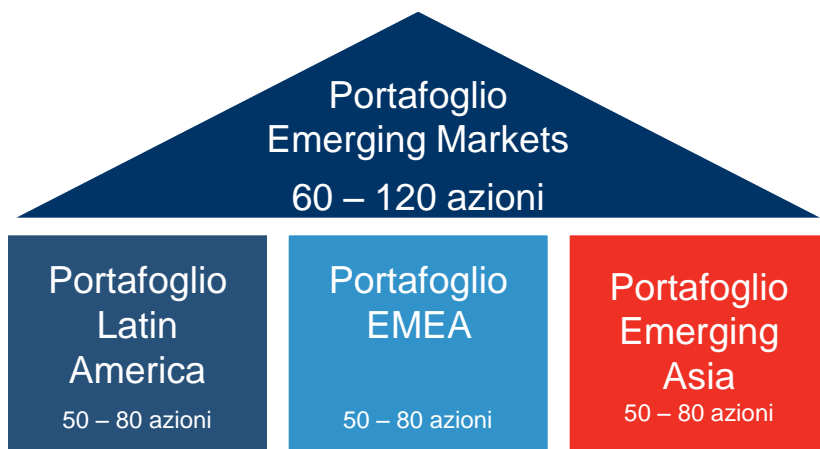 Portafoglio
Emerging Markets
60 – 120 azioni
Portafoglio
Latin
America
50 – 80 azioni
Portafoglio
EMEA
50 – 80 azioni
Portafoglio
Emerging
Asia
50 – 80 azioni